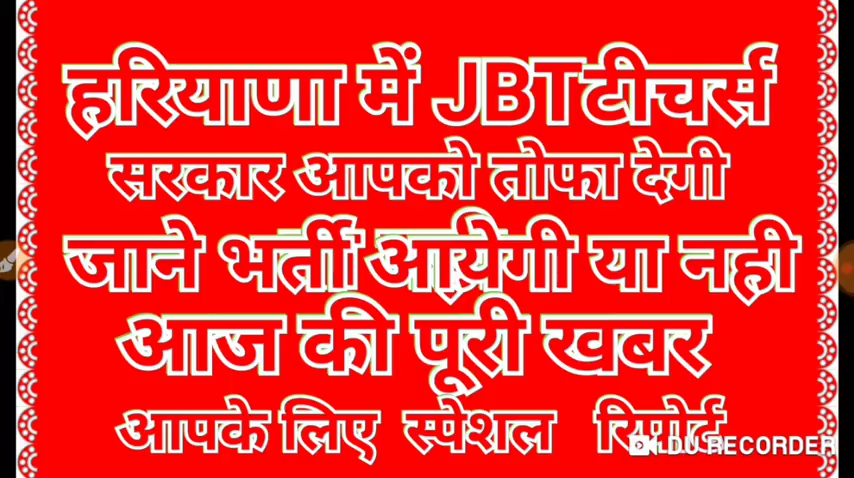 हरियाणा में JBTटीचर्स
सरकार आपको तोफा देगी
जाने भर्ती आयेगी या नही
आज की पूरी खबर
आपके लिए स्पेशल रिपोर्ट
DU RECORDER